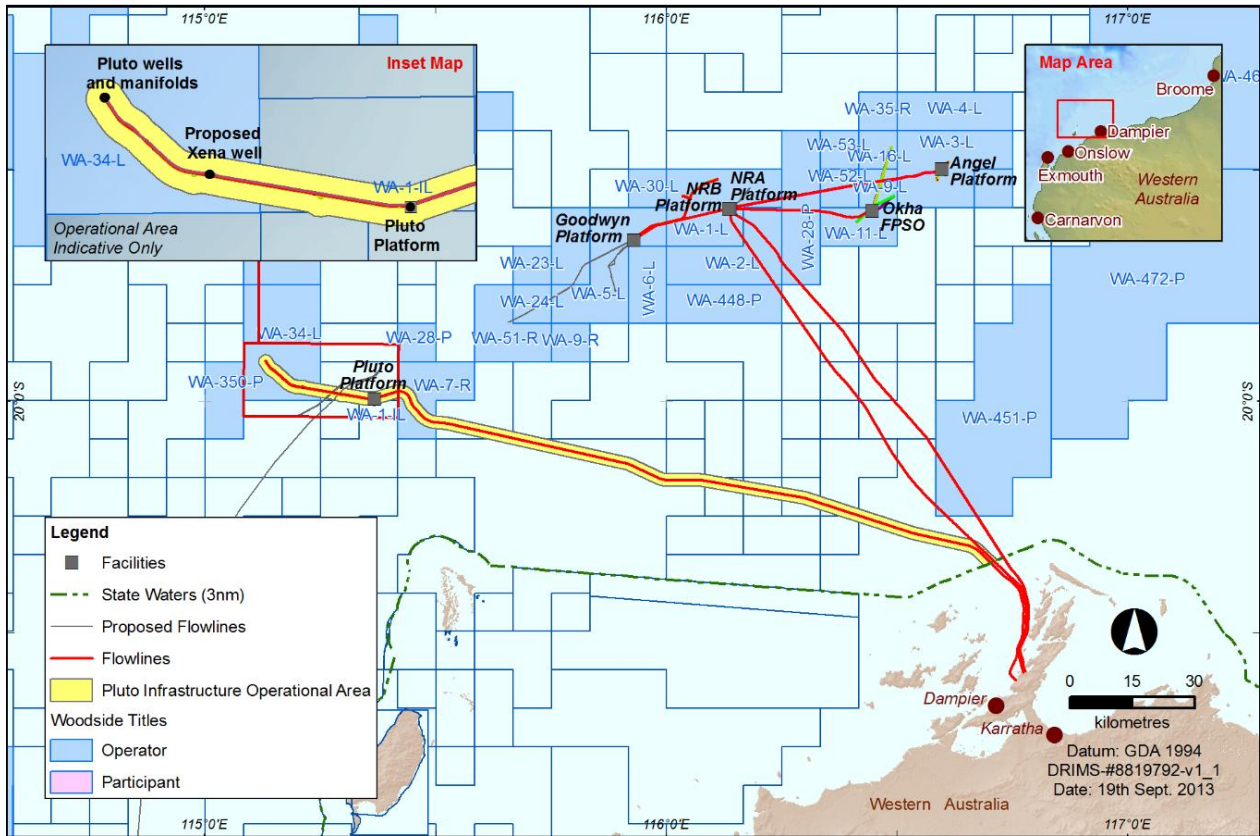 115°0'E
116°0'E
117°0'E
Pluto wells
and manifolds
Inset Map
Proposed
Xena well
WA-34-L
WA-1-IL
Pluto
Platform
Operational Area
Indicative Only
Map Area
WA-46
Broome
Dampier
Onslow
Exmouth
Western
Australia
Carnarvon
WA-35-R
WA-4-L
WA-53-L
WA-3-L
WA-16-L
Angel
Platform
WA-52-L
WA-9-L
WA-30-L
NRA
Platform
NRB
Platform
Okha
FPSO
Goodwyn
Platform
WA-1-L
WA-28-P
WA-11-L
WA-23-L
WA-6-L
WA-2-L
WA-472-P
WA-24-L
WA-5-L
WA-448-P
WA-34-L
WA-28-P
WA-51-R
WA-9-R
Pluto
Platform
WA-350-P
WA-7-R
WA-1-IL
20°0'S
20°0'S
WA-451-P
Legend
Facilities
State Waters (3nm)
Proposed Flowlines
Flowlines
Pluto Infrastructure Operational Area
Woodside Titles
Operator
Participant
Dampier
Karratha
0 15 30
kilometres
Datum: GDA 1994
DRIMS-#8819792-v1_1
Date: 19th Sept. 2013
Western Australia
115°0'E
116°0'E
117°0'E